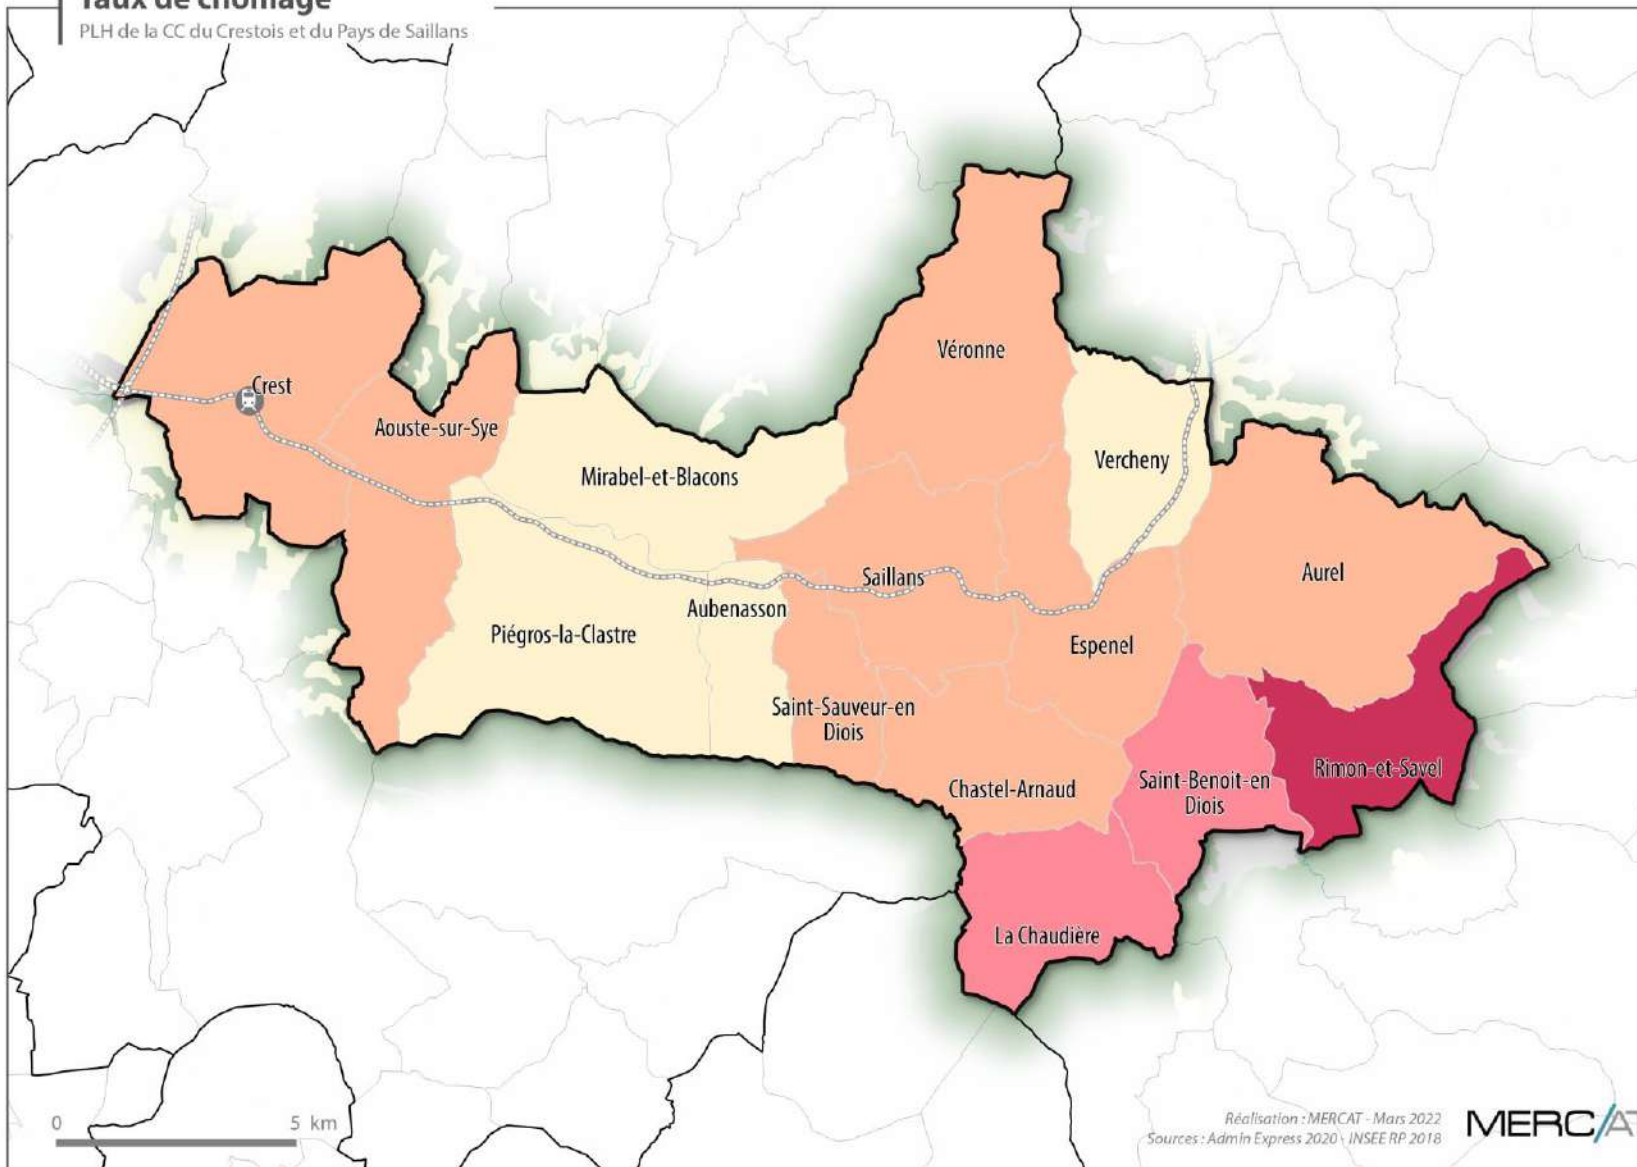 Taux de chômage
PLH de la CC du Crestois et du Pays de Saillans
Véronne
Crest
Aouste-sur-Sye
Vercheny
Mirabel-et-Blacons
Saillans
Aurel
Aubenasson
Piégros-la-Clastre
Espenel
Saint-Sauveur-en
Diois
Rimon-et-Savel
Chastel-Arnaud
Saint-Benoit-en
Diois
La Chaudière
0 5 km
Réalisation : MERCAT - Mars 2022
Sources : Admin Express 2020 - INSEE RP 2018
MERC/AT